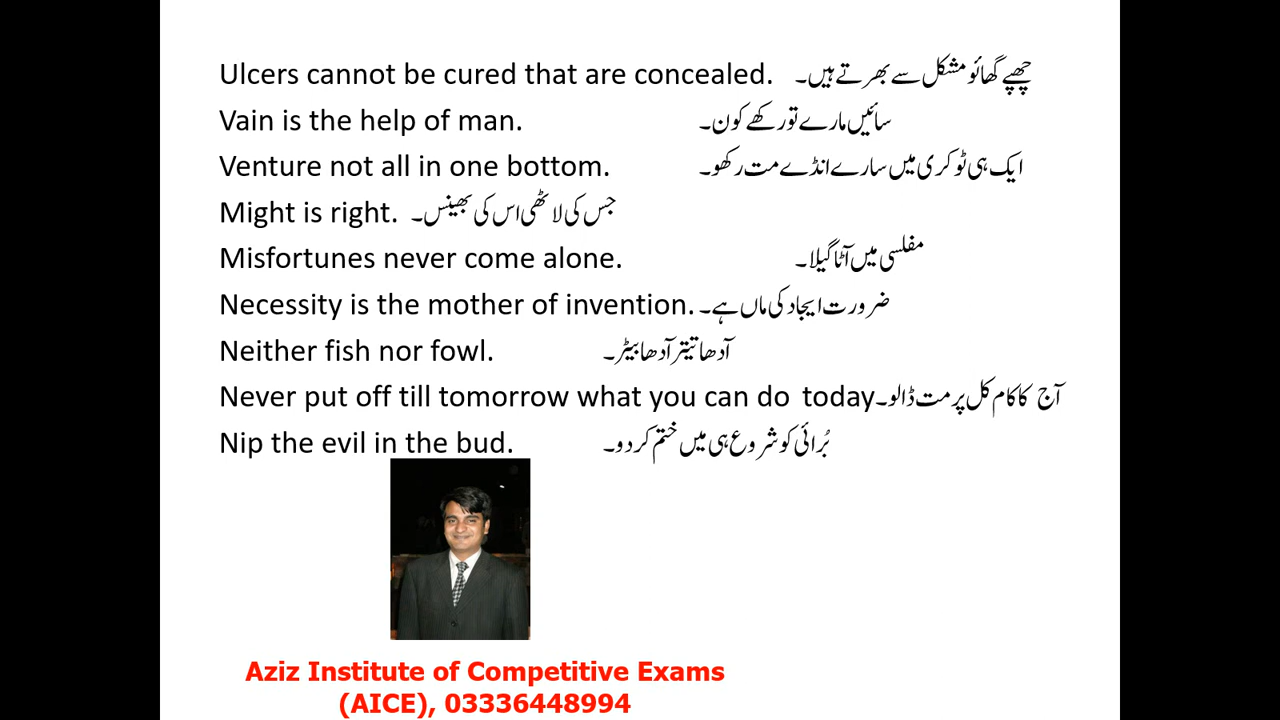 Ulcers cannot be cured that are concealed. چھپے گھائو مشکل سے بھرتے ہیں۔
Vain is the help of man. سائیں مارے تو رکھے کون۔
Venture not all in one bottom. ایک ہی ٹوکری میں سارے انڈے مت رکھو۔
Might is right. جس کی لاٹھی اس کی بھینس۔
Misfortunes never come alone. مفلسی میں آٹا گیلا۔
Necessity is the mother of invention. ضرورت ایجاد کی ماں ہے۔
Neither fish nor fowl. آدھا تیتر آدھا بیٹر۔
Never put off till tomorrow what you can do today آج کا کام کل پر مت ڈالو۔
Nip the evil in the bud. بُرائی کو شروع ہی میں ختم کر دو۔
Aziz Institute of Competitive Exams
(AICE), 03336448994